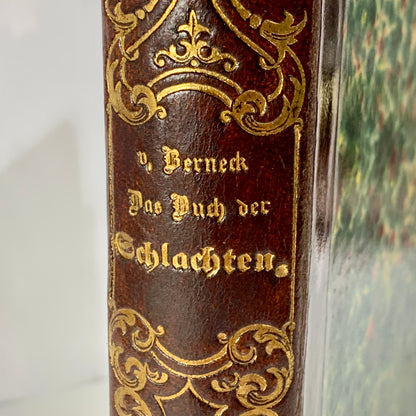 v. Berneck
Das Buch der
Schlachten.